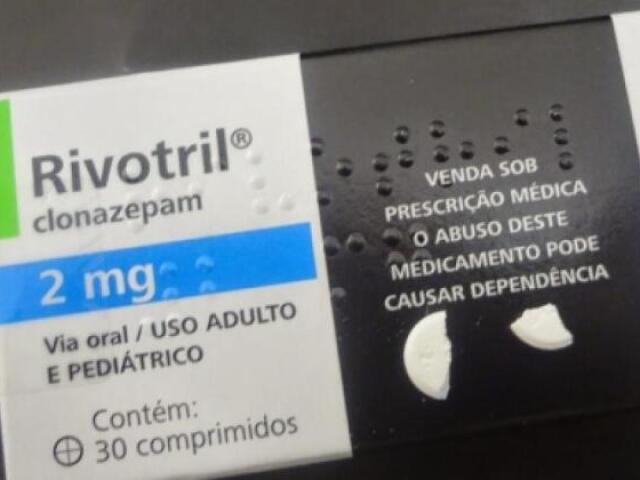 Rivotril®
clonazepam
2 mg
Via oral / USO ADULTO
E PEDIÁTRICO
Contém:
30 comprimidos
VENDA SOB
PRESCRIÇÃO MÉDICA
O ABUSO DESTE
MEDICAMENTO PODE
CAUSAR DEPENDÊNCIA